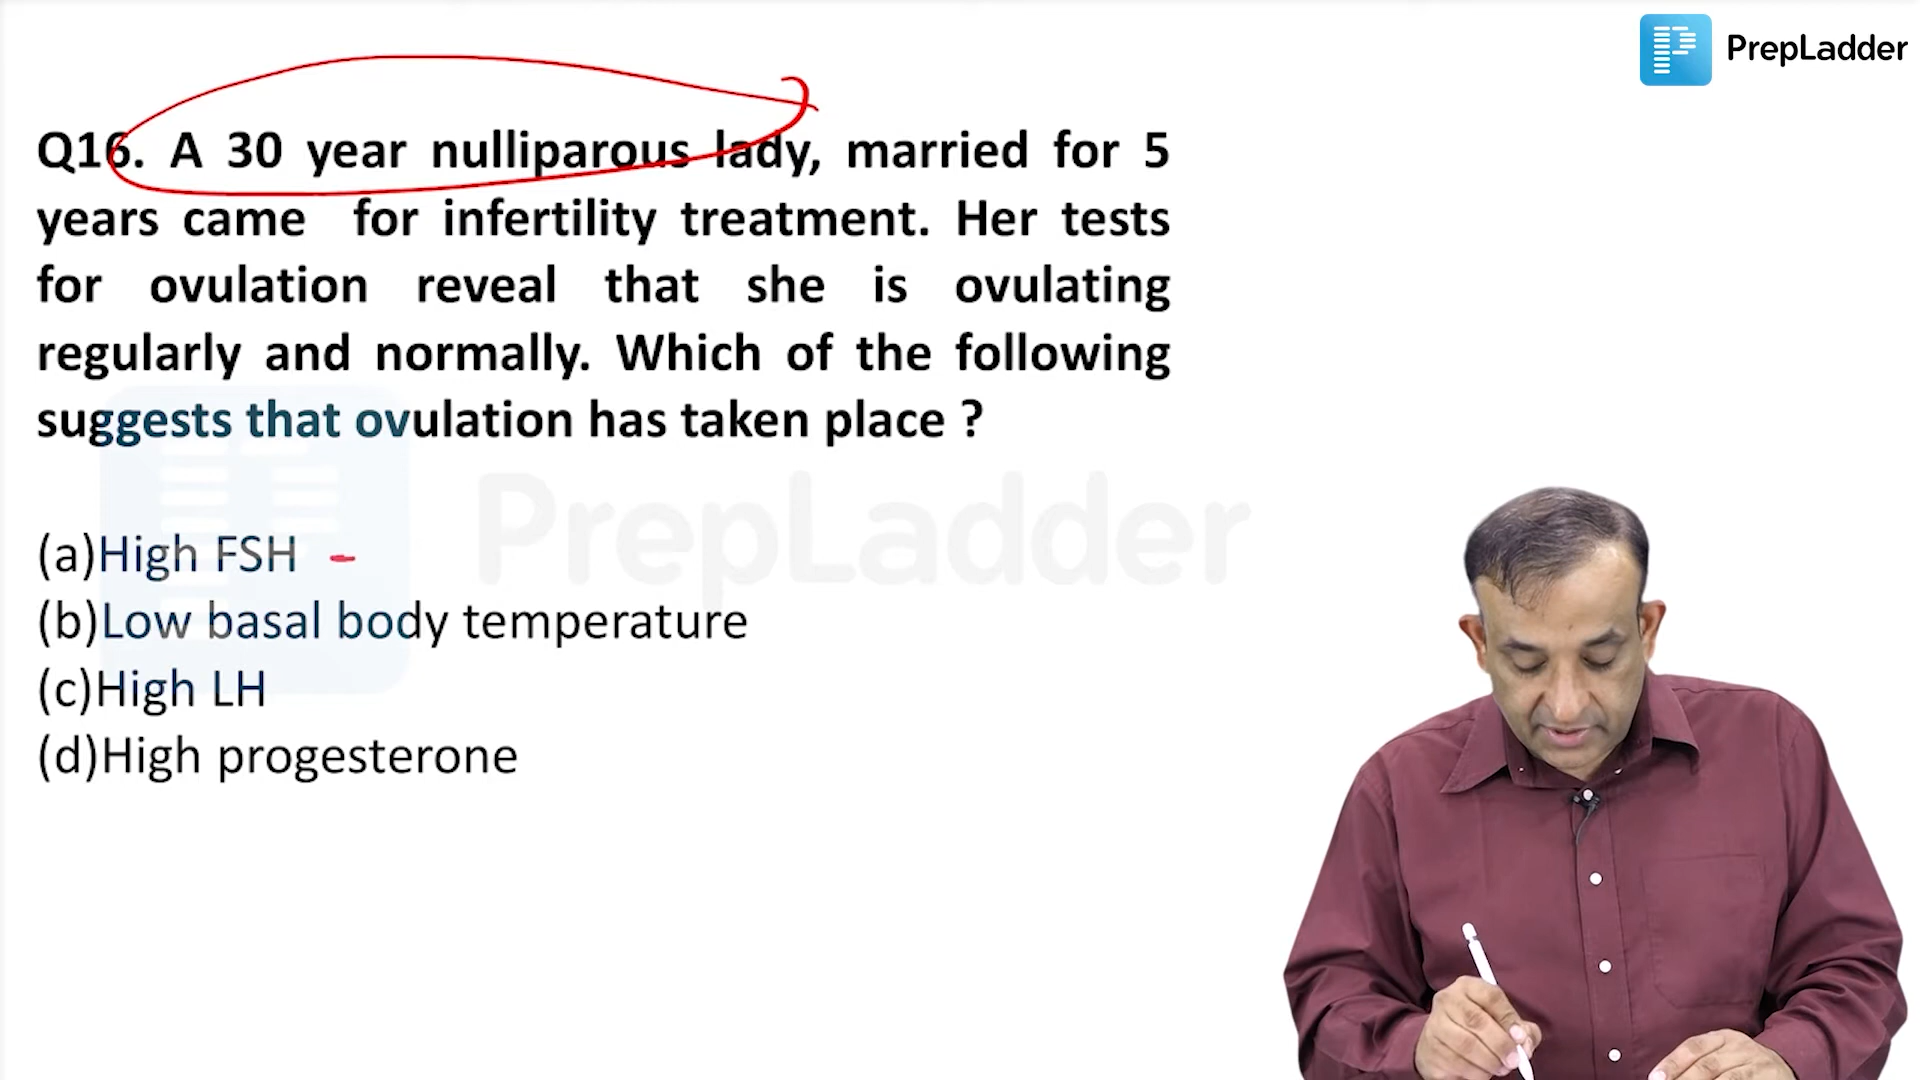 PrepLadder
Q16. A 30 year nulliparous lady, married for 5
years came for infertility treatment. Her tests
for ovulation reveal that she is ovulating
regularly and normally. Which of the following
suggests that ovulation has taken place ?
PrepLadder
(a)High FSH
(b)Low basal body temperature
(c)High LH
(d)High progesterone